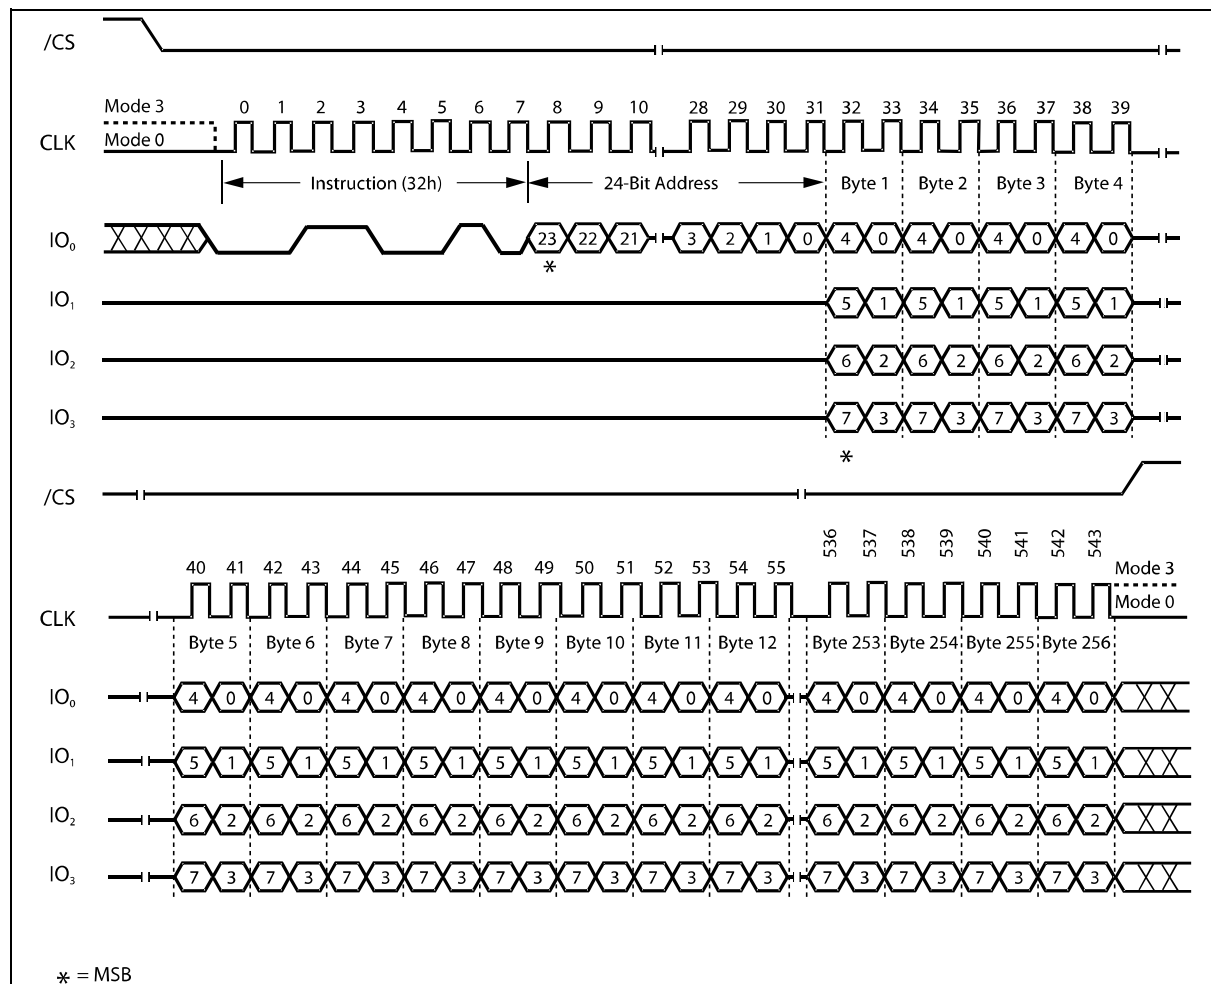 /CS
Mode 3
0 1 2 3 4 5 6 7 8 9 10 28 29 30 31 32 33 34 35 36 37 38 39
CLK
Mode 0
Instruction (32h) 24-Bit Address Byte 1 Byte 2 Byte 3 Byte 4
IO₀ 23 22 21 3 2 1 0 4 0 4 0 4 0 4 0
*
IO₁ 5 1 5 1 5 1 5 1
IO₂ 6 2 6 2 6 2 6 2
IO₃ 7 3 7 3 7 3 7 3
*
/CS
536 537 538 539 540 541 542 543
40 41 42 43 44 45 46 47 48 49 50 51 52 53 54 55 Mode 3
CLK Mode 0
Byte 5 Byte 6 Byte 7 Byte 8 Byte 9 Byte 10 Byte 11 Byte 12 Byte 253 Byte 254 Byte 255 Byte 256
IO₀ 4 0 4 0 4 0 4 0 4 0 4 0 4 0 4 0 4 0 4 0 4 0 4 0
IO₁ 5 1 5 1 5 1 5 1 5 1 5 1 5 1 5 1 5 1 5 1 5 1 5 1
IO₂ 6 2 6 2 6 2 6 2 6 2 6 2 6 2 6 2 6 2 6 2 6 2 6 2
IO₃ 7 3 7 3 7 3 7 3 7 3 7 3 7 3 7 3 7 3 7 3 7 3 7 3
* = MSB